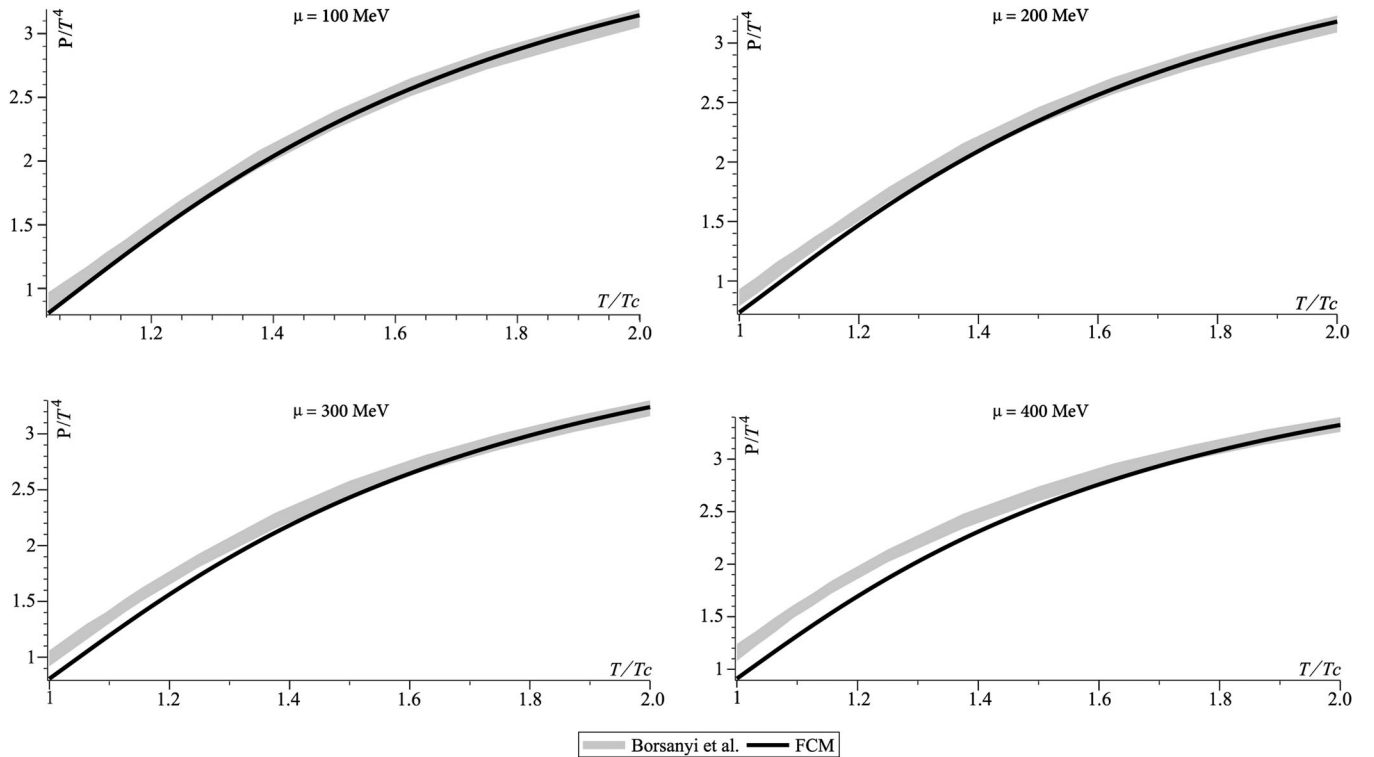 μ = 100 MeV
P/T⁴
3
2.5
2
1.5
1
T/Tc
1.2 1.4 1.6 1.8 2.0
μ = 200 MeV
P/T⁴
3
2.5
2
1.5
1
T/Tc
1 1.2 1.4 1.6 1.8 2.0
μ = 300 MeV
P/T⁴
3
2.5
2
1.5
1
T/Tc
1 1.2 1.4 1.6 1.8 2.0
μ = 400 MeV
P/T⁴
3
2.5
2
1.5
1
T/Tc
1 1.2 1.4 1.6 1.8 2.0
Borsanyi et al. FCM